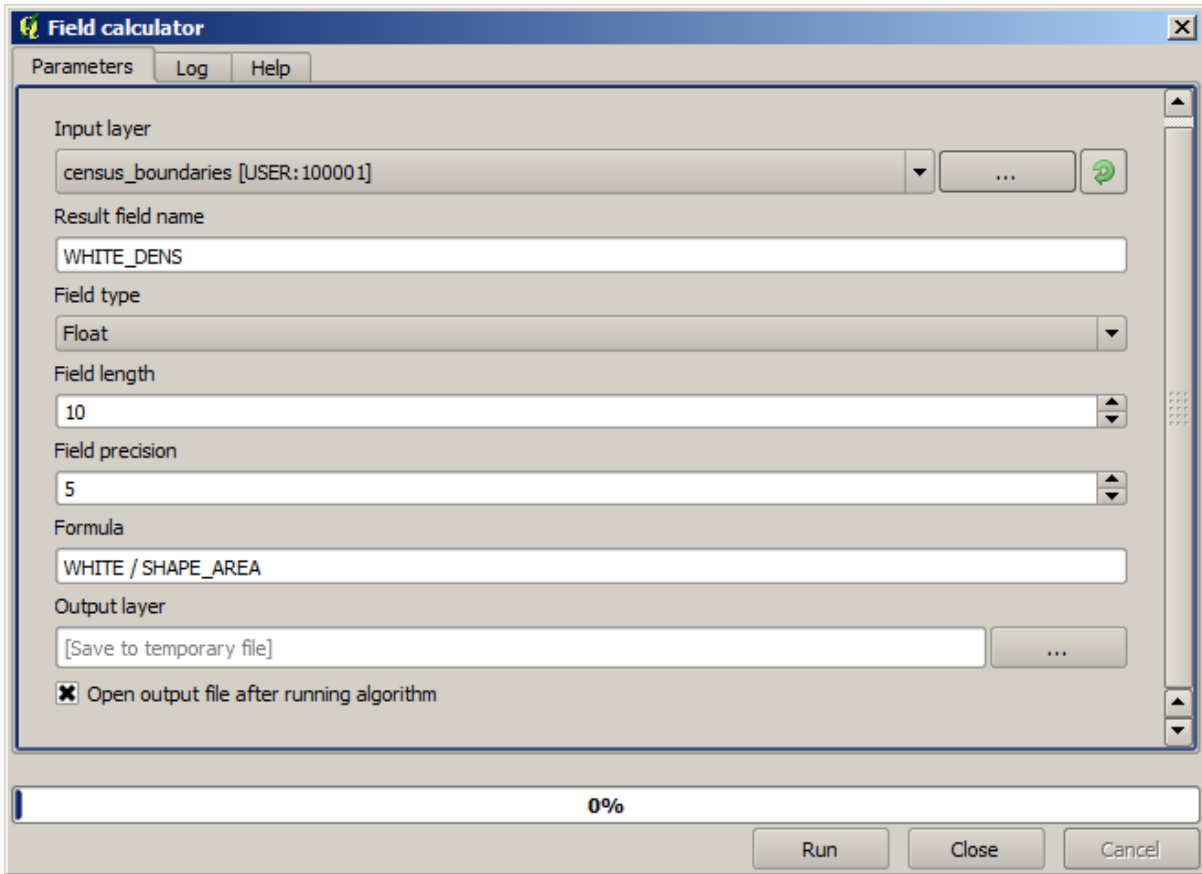 Field calculator
Parameters Log Help
Input layer
census_boundaries [USER:100001] ...
Result field name
WHITE_DENS
Field type
Float
Field length
10
Field precision
5
Formula
WHITE / SHAPE_AREA
Output layer
[Save to temporary file] ...
Open output file after running algorithm
0%
Run Close Cancel